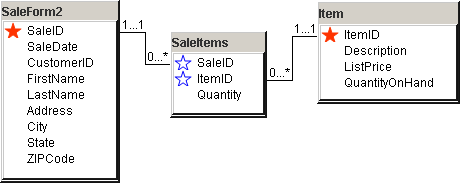 SaleForm2
SaleID
SaleDate
CustomerID
FirstName
LastName
Address
City
State
ZIPCode
1...1
0...*
SaleItems
SaleID
ItemID
Quantity
1...1
0...*
Item
ItemID
Description
ListPrice
QuantityOnHand